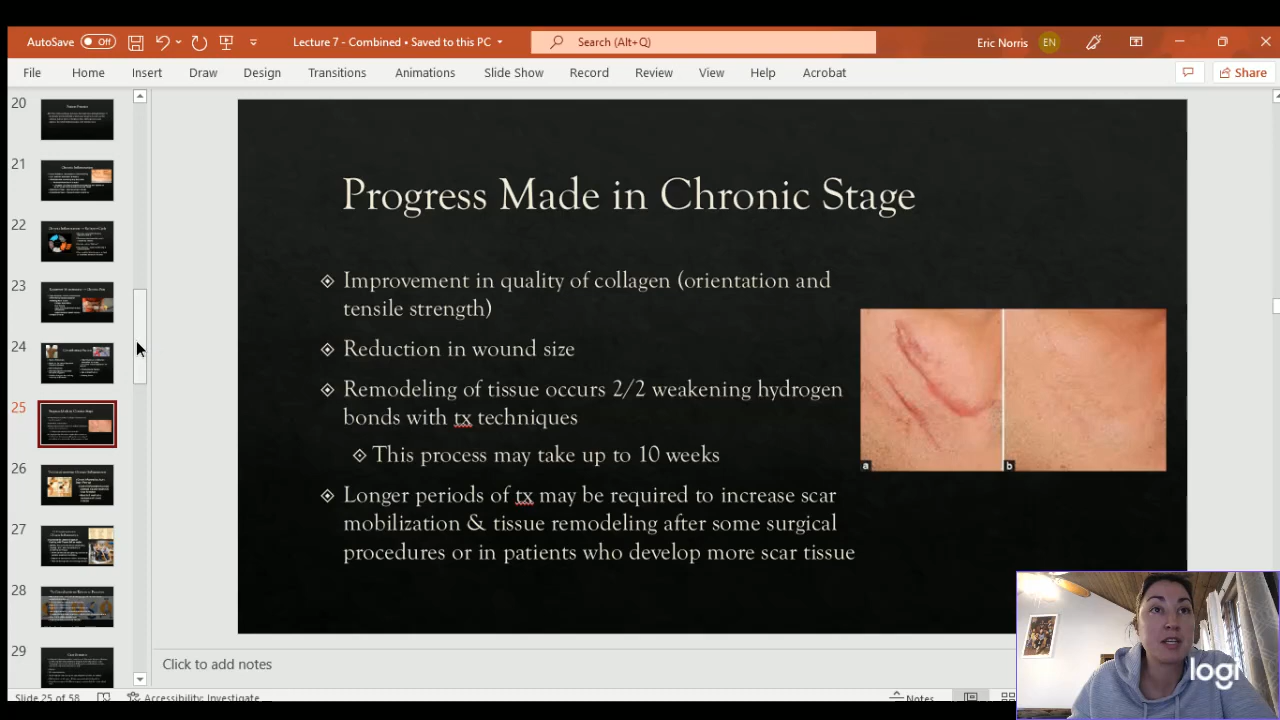 AutoSave Off Lecture 7 - Combined • Saved to this PC Search (Alt+Q) Eric Norris EN
File Home Insert Draw Design Transitions Animations Slide Show Record Review View Help Acrobat Share
20
21
22
23
24
25
26
27
28
29
Progress Made in Chronic Stage
Improvement in quality of collagen (orientation and
tensile strength)
Reduction in wound size
Remodeling of tissue occurs 2/2 weakening hydrogen
bonds with tx techniques
This process may take up to 10 weeks
Longer periods of tx may be required to increase scar
mobilization & tissue remodeling after some surgical
procedures or in patients who develop more scar tissue
a b
logi
Click to add notes
Slide 25 of 58 Accessibility: Investigate Notes